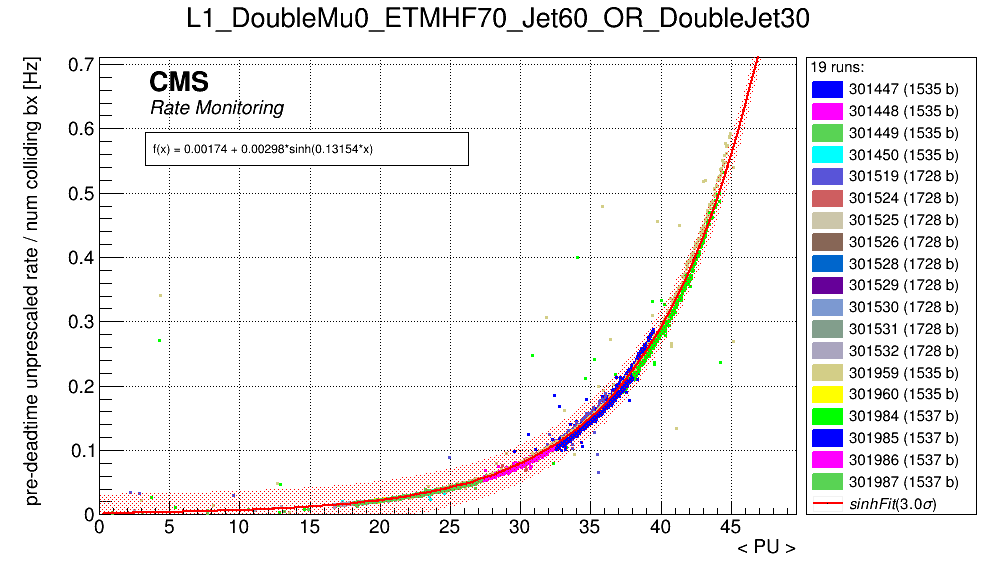 L1_DoubleMu0_ETMHF70_Jet60_OR_DoubleJet30
pre-deadtime unprescaled rate / num colliding bx [Hz]
CMS
Rate Monitoring
f(x) = 0.00174 + 0.00298*sinh(0.13154*x)
0.7
0.6
0.5
0.4
0.3
0.2
0.1
0
0 5 10 15 20 25 30 35 40 45
< PU >
19 runs:
301447 (1535 b)
301448 (1535 b)
301449 (1535 b)
301450 (1535 b)
301519 (1728 b)
301524 (1728 b)
301525 (1728 b)
301526 (1728 b)
301528 (1728 b)
301529 (1728 b)
301530 (1728 b)
301531 (1728 b)
301532 (1728 b)
301959 (1535 b)
301960 (1535 b)
301984 (1537 b)
301985 (1537 b)
301986 (1537 b)
301987 (1537 b)
sinhFit(3.0σ)